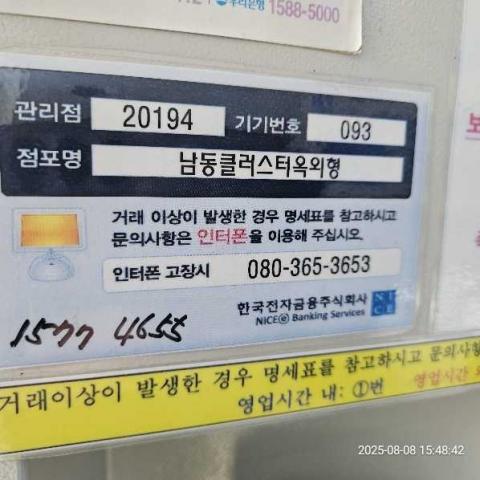 우리은행 1588-5000
관리점 20194 기기번호 093
점포명 남동클러스터옥외형
거래 이상이 발생한 경우 명세표를 참고하시고
문의사항은 인터폰을 이용해 주십시오.
인터폰 고장시 080-365-3653
한국전자금융주식회사 NICE
NICE Banking Services
1577 4655
거래이상이 발생한 경우 명세표를 참고하시고 문의사항
영업시간 내: ①번 영업시간 외
2025-08-08 15:48:42